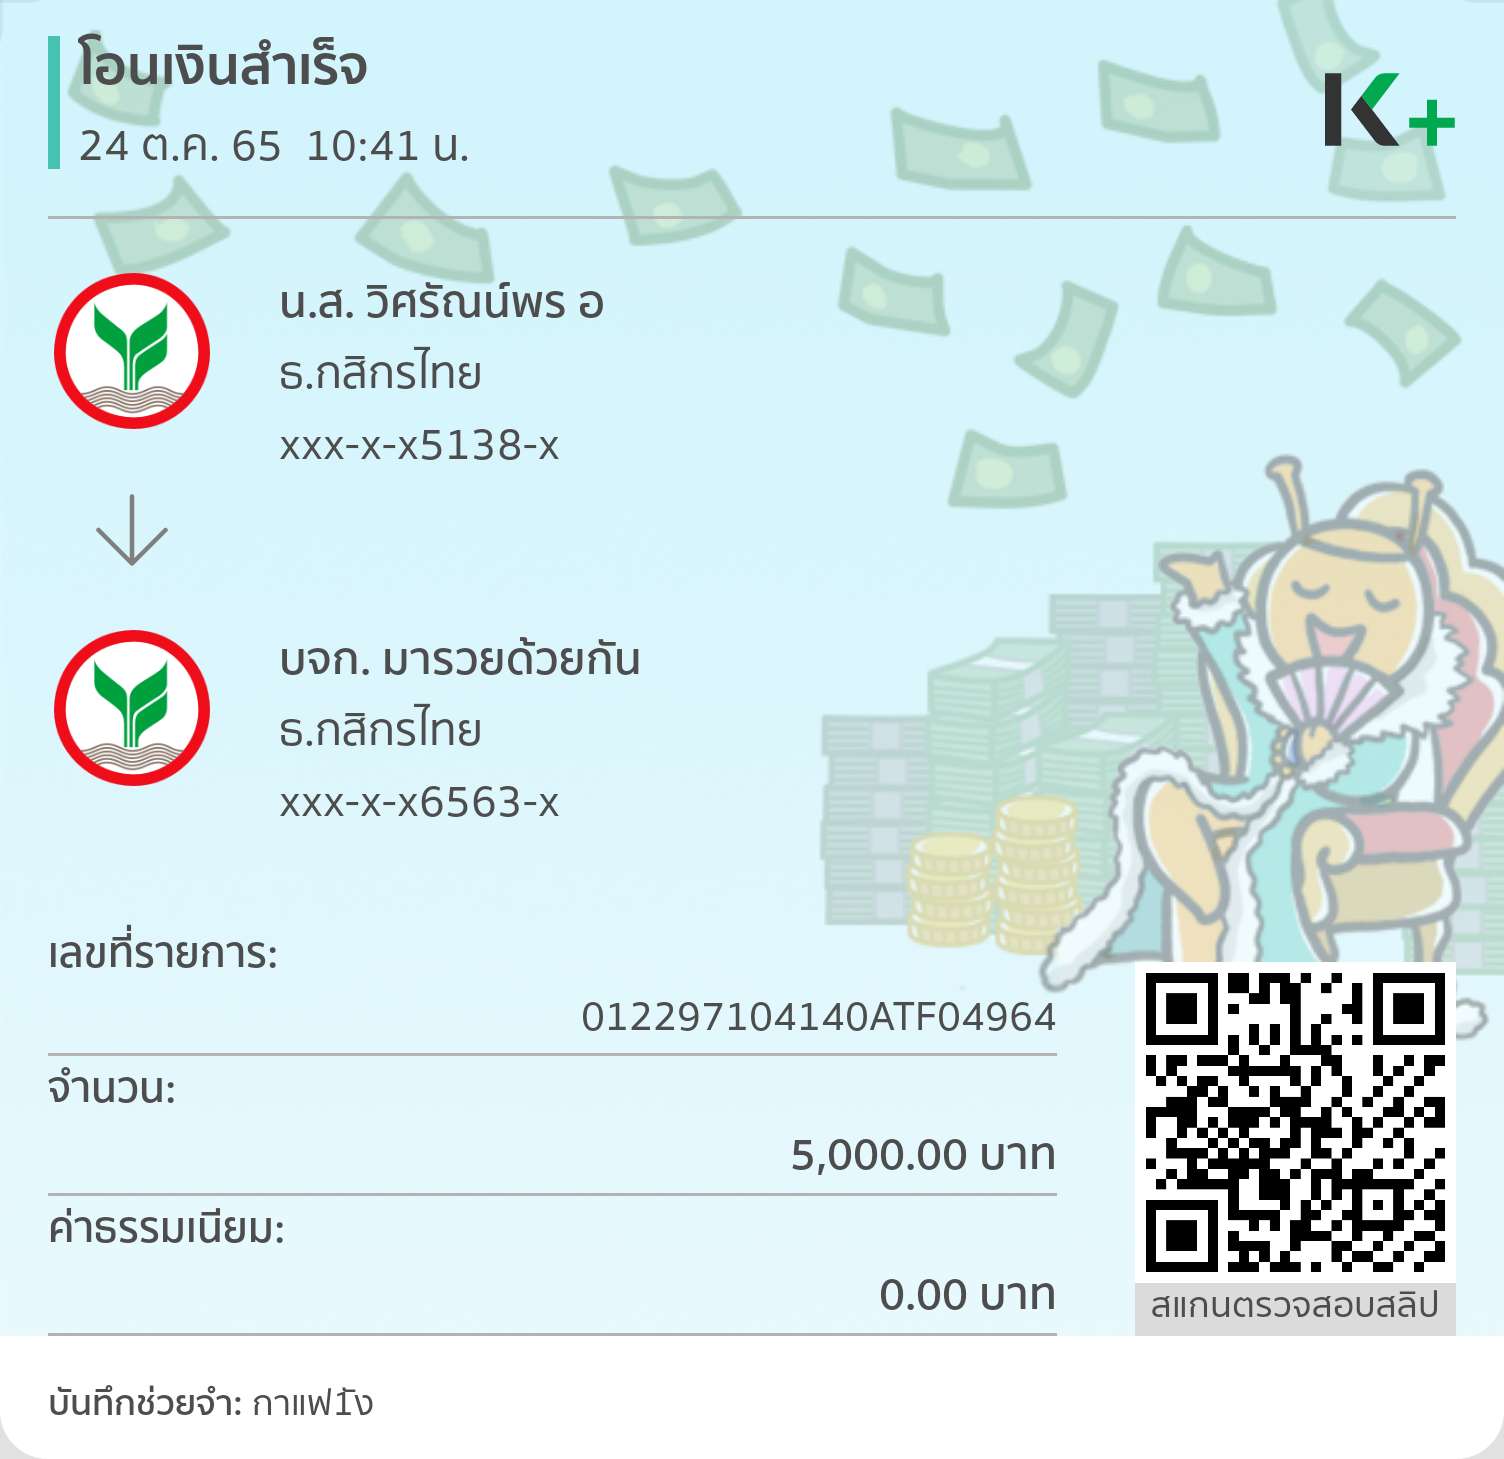 โอนเงินสำเร็จ
24 ต.ค. 65 10:41 น.
K+
น.ส. วิศรัณน์พร อ
ธ.กสิกรไทย
xxx-x-x5138-x
บจก. มารวยด้วยกัน
ธ.กสิกรไทย
xxx-x-x6563-x
เลขที่รายการ:
012297104140ATF04964
จำนวน:
5,000.00 บาท
ค่าธรรมเนียม:
0.00 บาท
สแกนตรวจสอบสลิป
บันทึกช่วยจำ: กาแฟ1ัง